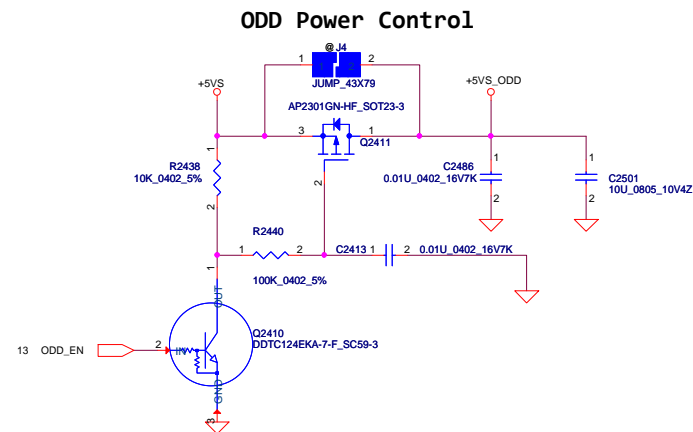 ODD Power Control
@ J4
1 2
JUMP_43X79
+5VS
+5VS_ODD
AP2301GN-HF_SOT23-3
3 1
Q2411
2
R2438
10K_0402_5%
1
2
C2486
0.01U_0402_16V7K
1
2
C2501
10U_0805_10V4Z
1
2
R2440
1 2
100K_0402_5%
C2413 1 2 0.01U_0402_16V7K
1
OUT
Q2410
DDTC124EKA-7-F_SC59-3
13 ODD_EN 2 IN
GND
3